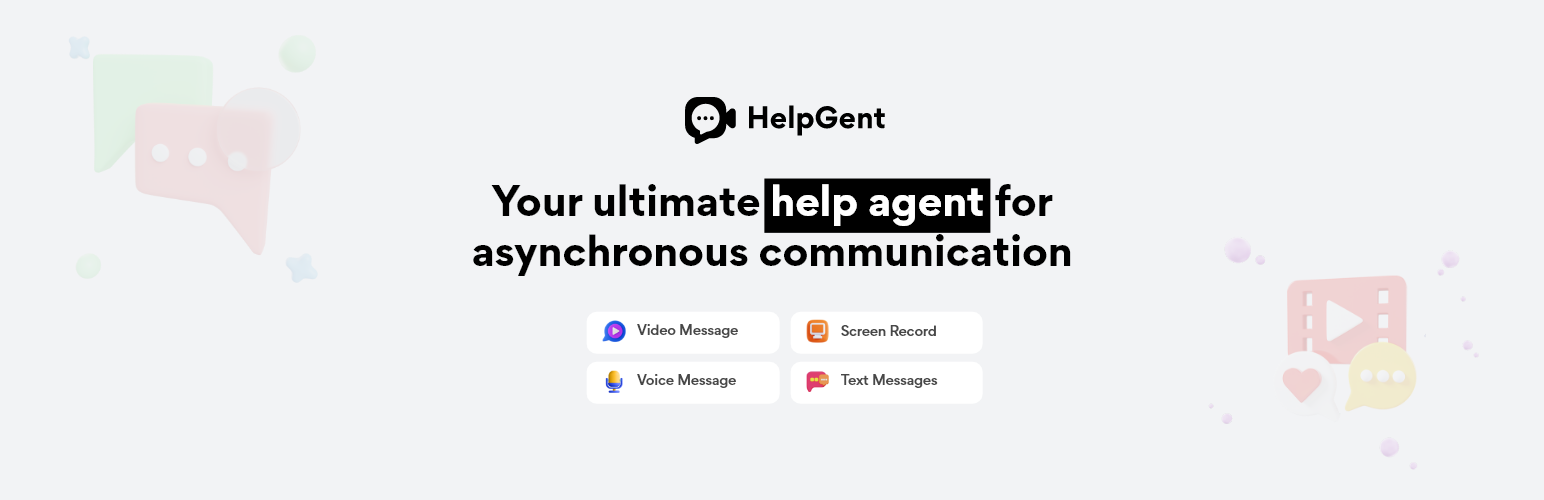 HelpGent
Your ultimate help agent for
asynchronous communication
Video Message
Screen Record
Voice Message
Text Messages